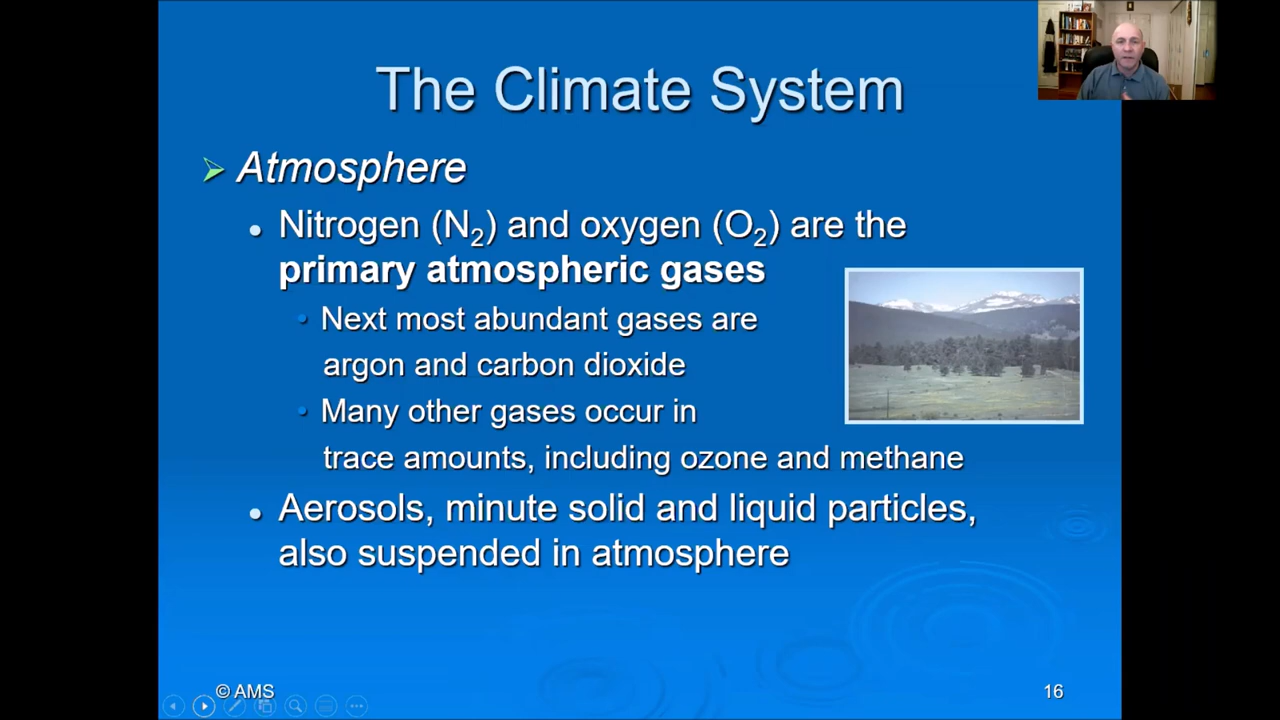 The Climate System
Atmosphere
Nitrogen (N2) and oxygen (O2) are the
primary atmospheric gases
Next most abundant gases are
argon and carbon dioxide
Many other gases occur in
trace amounts, including ozone and methane
Aerosols, minute solid and liquid particles,
also suspended in atmosphere
© AMS
16